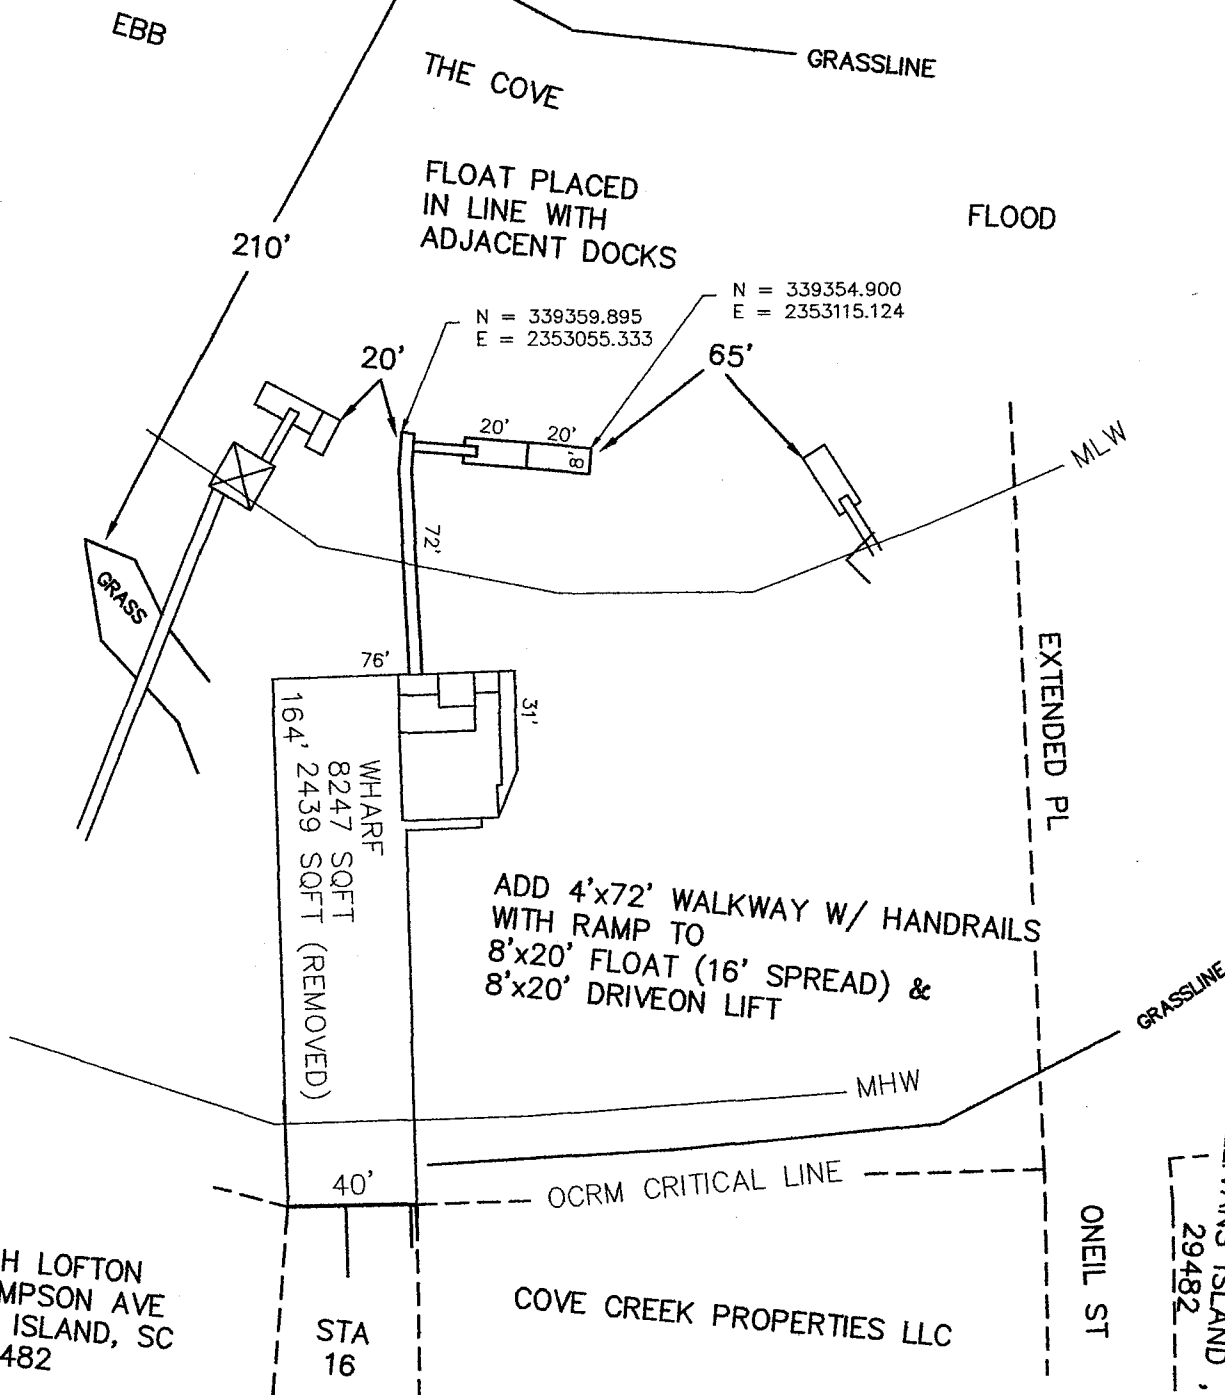 EBB
THE COVE
GRASSLINE
FLOAT PLACED
IN LINE WITH
ADJACENT DOCKS
FLOOD
210'
N = 339354.900
E = 2353115.124
N = 339359.895
E = 2353055.333
20'
65'
20'
20'
8'
MLW
72'
GRASS
EXTENDED PL
76'
31'
164'
WHARF
8247 SQFT
2439 SQFT (REMOVED)
ADD 4'x72' WALKWAY W/ HANDRAILS
WITH RAMP TO
8'x20' FLOAT (16' SPREAD) &
8'x20' DRIVEON LIFT
GRASSLINE
MHW
40'
OCRM CRITICAL LINE
ONEIL ST
ISLAND
29482
H LOFTON
MPSON AVE
ISLAND, SC
482
STA
16
COVE CREEK PROPERTIES LLC